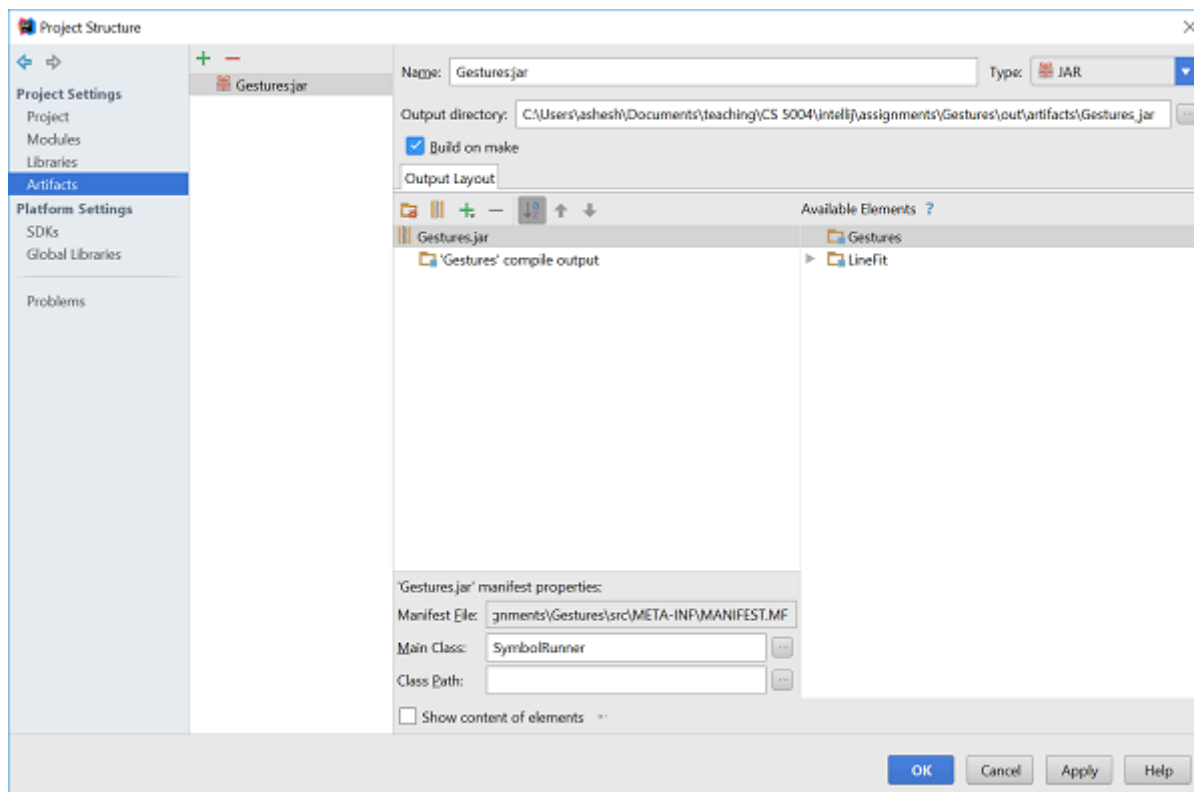 Project Structure
Project Settings
Project
Modules
Libraries
Artifacts
Platform Settings
SDKs
Global Libraries
Problems
Gestures.jar
Name: Gestures.jar Type: JAR
Output directory: C:\Users\ashesh\Documents\teaching\CS 5004\intellij\assignments\Gestures\out\artifacts\Gestures_jar
Build on make
Output Layout
Available Elements ?
Gestures.jar
'Gestures' compile output
Gestures
LineFit
'Gestures.jar' manifest properties:
Manifest File: gnments\Gestures\src\META-INF\MANIFEST.MF
Main Class: SymbolRunner
Class Path:
Show content of elements
OK Cancel Apply Help